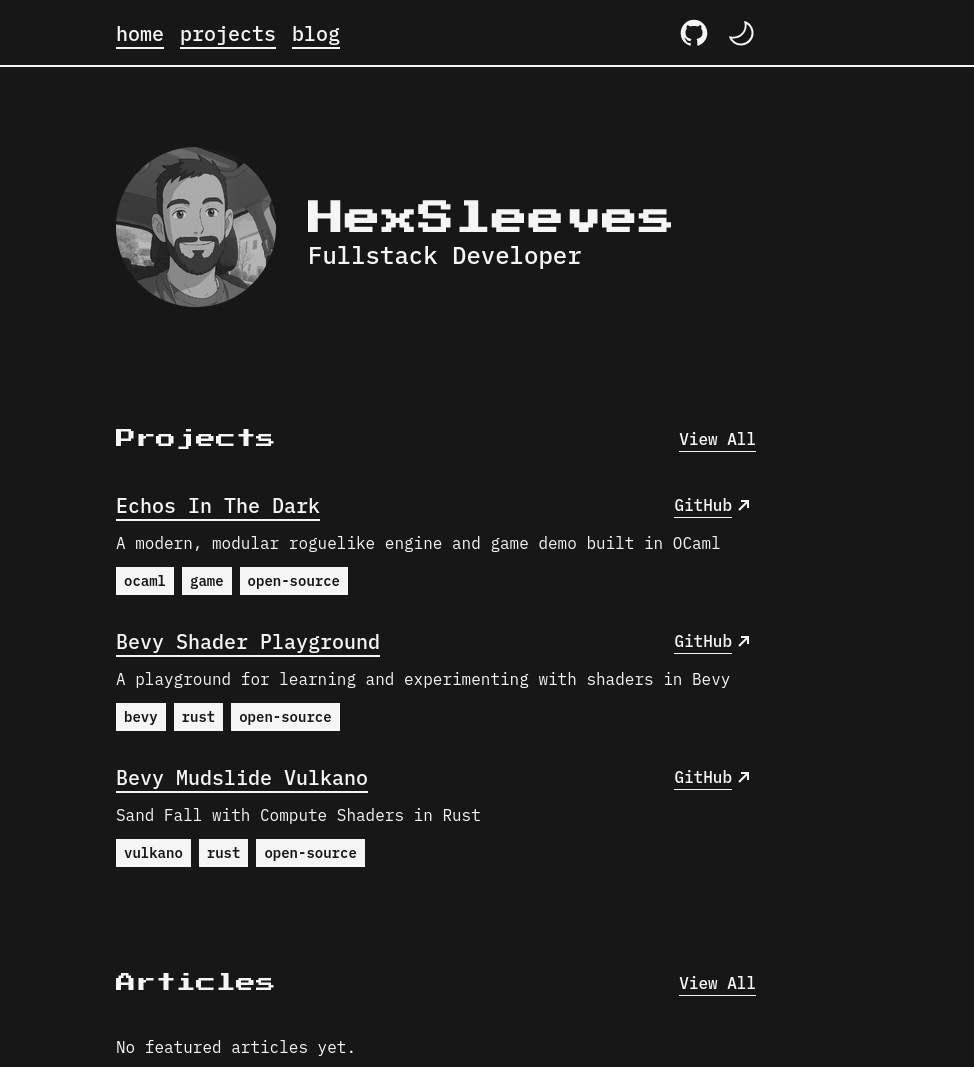 home projects blog
HexSleeves
Fullstack Developer
Projects
View All
Echos In The Dark
GitHub
A modern, modular roguelike engine and game demo built in OCaml
ocaml game open-source
Bevy Shader Playground
GitHub
A playground for learning and experimenting with shaders in Bevy
bevy rust open-source
Bevy Mudslide Vulkano
GitHub
Sand Fall with Compute Shaders in Rust
vulkano rust open-source
Articles
View All
No featured articles yet.